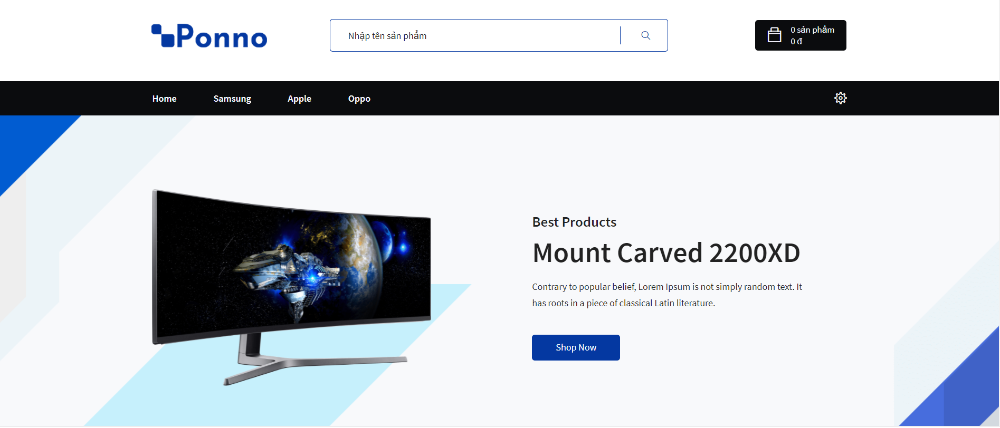 Ponno
Nhập tên sản phẩm
0 sản phẩm
0 đ
Home
Samsung
Apple
Oppo
Best Products
Mount Carved 2200XD
Contrary to popular belief, Lorem Ipsum is not simply random text. It
has roots in a piece of classical Latin literature.
Shop Now